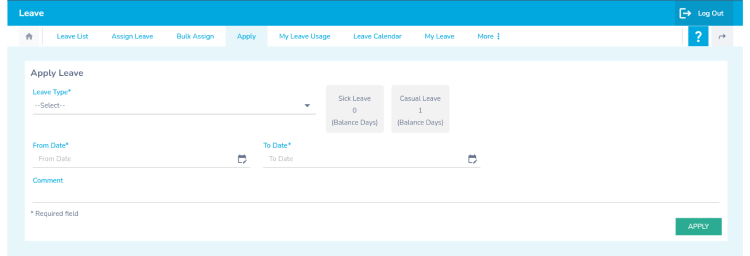 Leave
Log Out
Leave List Assign Leave Bulk Assign Apply My Leave Usage Leave Calendar My Leave More
?
Apply Leave
Leave Type*
--Select--
Sick Leave
0
(Balance Days)
Casual Leave
1
(Balance Days)
From Date* To Date*
From Date To Date
Comment
* Required field
APPLY